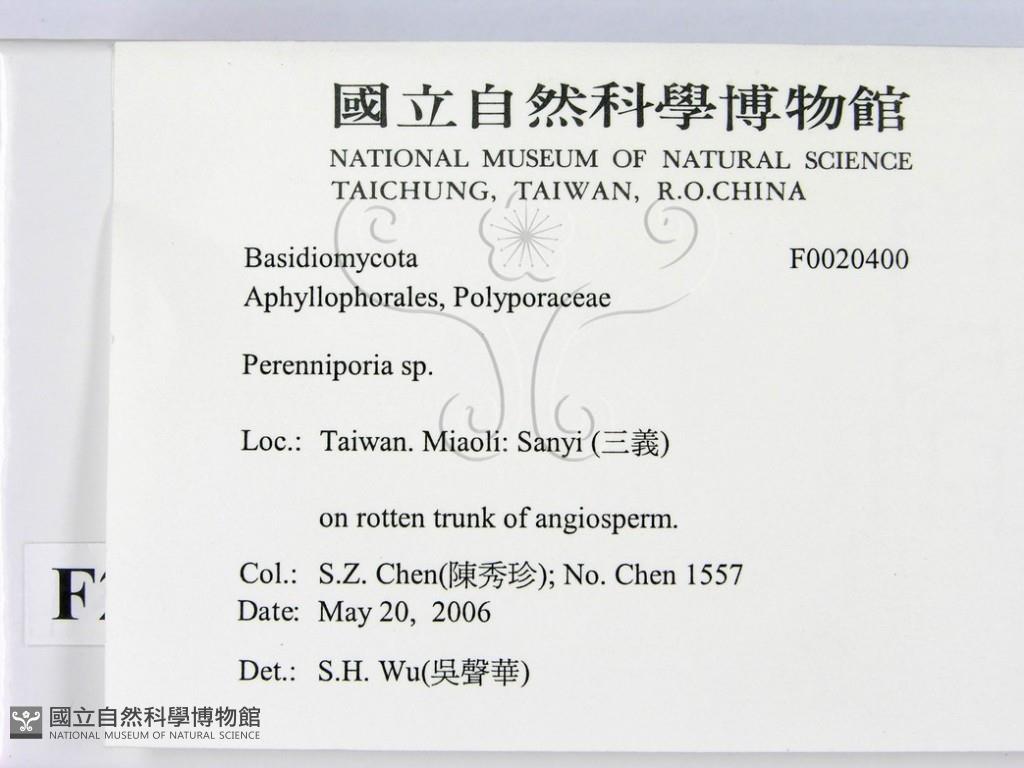 國立自然科學博物館
NATIONAL MUSEUM OF NATURAL SCIENCE
TAICHUNG, TAIWAN, R.O.CHINA
Basidiomycota F0020400
Aphyllophorales, Polyporaceae
Perenniporia sp.
Loc.: Taiwan. Miaoli: Sanyi (三義)
on rotten trunk of angiosperm.
Col.: S.Z. Chen(陳秀珍); No. Chen 1557
Date: May 20, 2006
Det.: S.H. Wu(吳聲華)
F
國立自然科學博物館
NATIONAL MUSEUM OF NATURAL SCIENCE